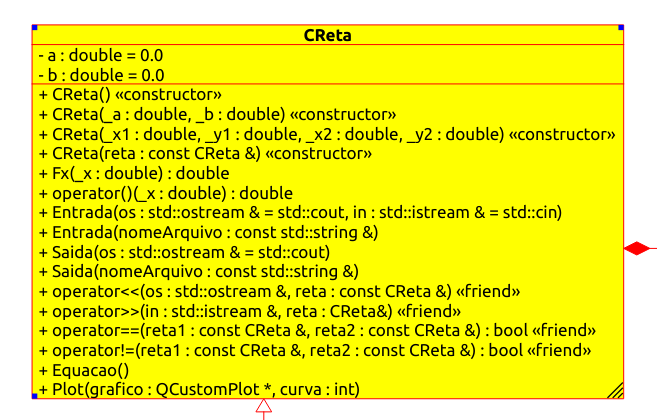 CReta
- a : double = 0.0
- b : double = 0.0
+ CReta() «constructor»
+ CReta(_a : double, _b : double) «constructor»
+ CReta(_x1 : double, _y1 : double, _x2 : double, _y2 : double) «constructor»
+ CReta(reta : const CReta &) «constructor»
+ Fx(_x : double) : double
+ operator()(_x : double) : double
+ Entrada(os : std::ostream & = std::cout, in : std::istream & = std::cin)
+ Entrada(nomeArquivo : const std::string &)
+ Saida(os : std::ostream & = std::cout)
+ Saida(nomeArquivo : const std::string &)
+ operator<<(os : std::ostream &, reta : const CReta &) «friend»
+ operator>>(in : std::istream &, reta : CReta&) «friend»
+ operator==(reta1 : const CReta &, reta2 : const CReta &) : bool «friend»
+ operator!=(reta1 : const CReta &, reta2 : const CReta &) : bool «friend»
+ Equacao()
+ Plot(grafico : QCustomPlot *, curva : int)